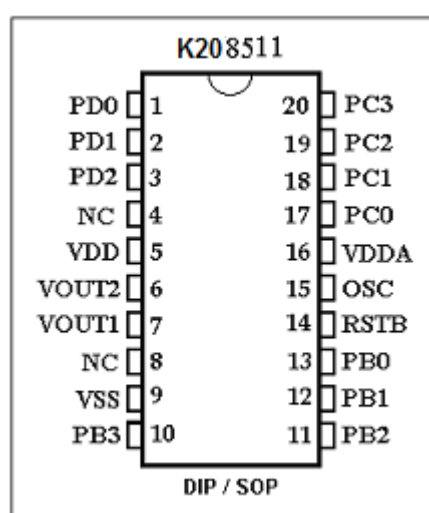 K208511
PD0 1 20 PC3
PD1 2 19 PC2
PD2 3 18 PC1
NC 4 17 PC0
VDD 5 16 VDDA
VOUT2 6 15 OSC
VOUT1 7 14 RSTB
NC 8 13 PB0
VSS 9 12 PB1
PB3 10 11 PB2
DIP / SOP